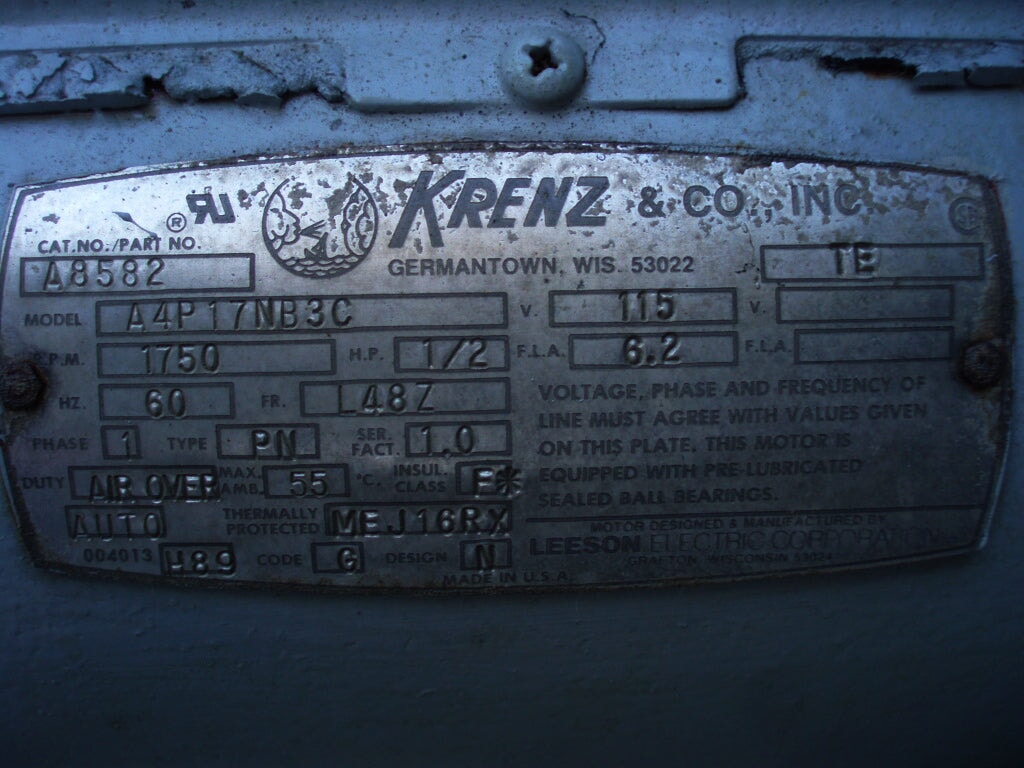 ® RU KRENZ & CO., INC.
CAT.NO./PART NO.
A8582 GERMANTOWN, WIS. 53022 TE
MODEL A4P17NB3C V. 115 V.
R.P.M. 1750 H.P. 1/2 F.L.A. 6.2 F.L.A.
HZ. 60 FR. L48Z
PHASE 1 TYPE PN SER. FACT. 1.0
DUTY AIR OVER MAX. AMB. 55 °C. INSUL. CLASS F*
AUTO THERMALLY PROTECTED MEJ16RX
004013 H89 CODE G DESIGN N
MADE IN U.S.A.
VOLTAGE, PHASE AND FREQUENCY OF
LINE MUST AGREE WITH VALUES GIVEN
ON THIS PLATE. THIS MOTOR IS
EQUIPPED WITH PRE-LUBRICATED
SEALED BALL BEARINGS.
MOTOR DESIGNED & MANUFACTURED BY
LEESON ELECTRIC CORPORATION
GRAFTON, WISCONSIN 53024